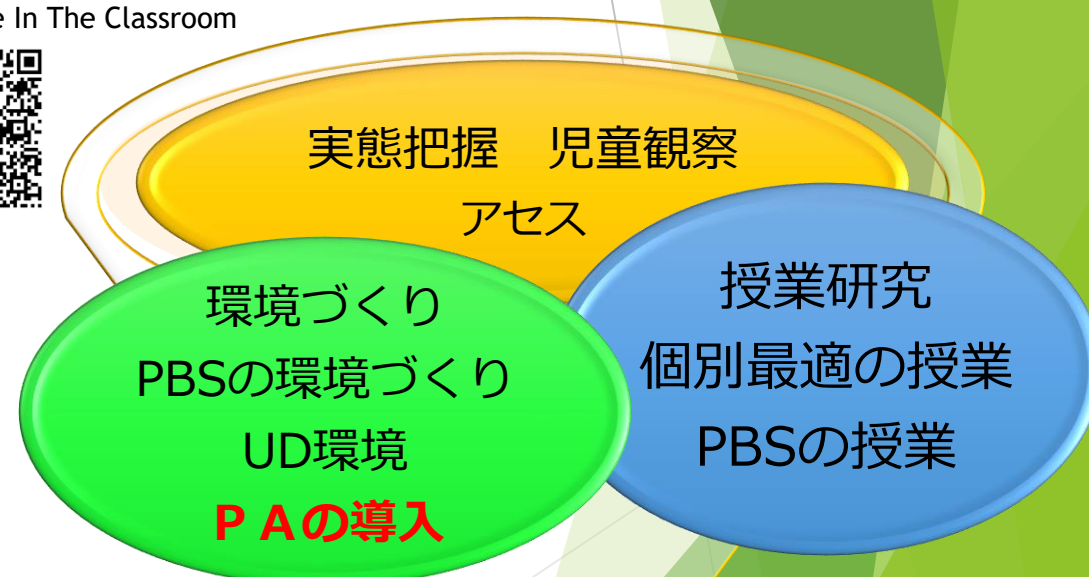 In The Classroom
実態把握　児童観察
アセス
環境づくり
PBSの環境づくり
UD環境
ＰＡの導入
授業研究
個別最適の授業
PBSの授業